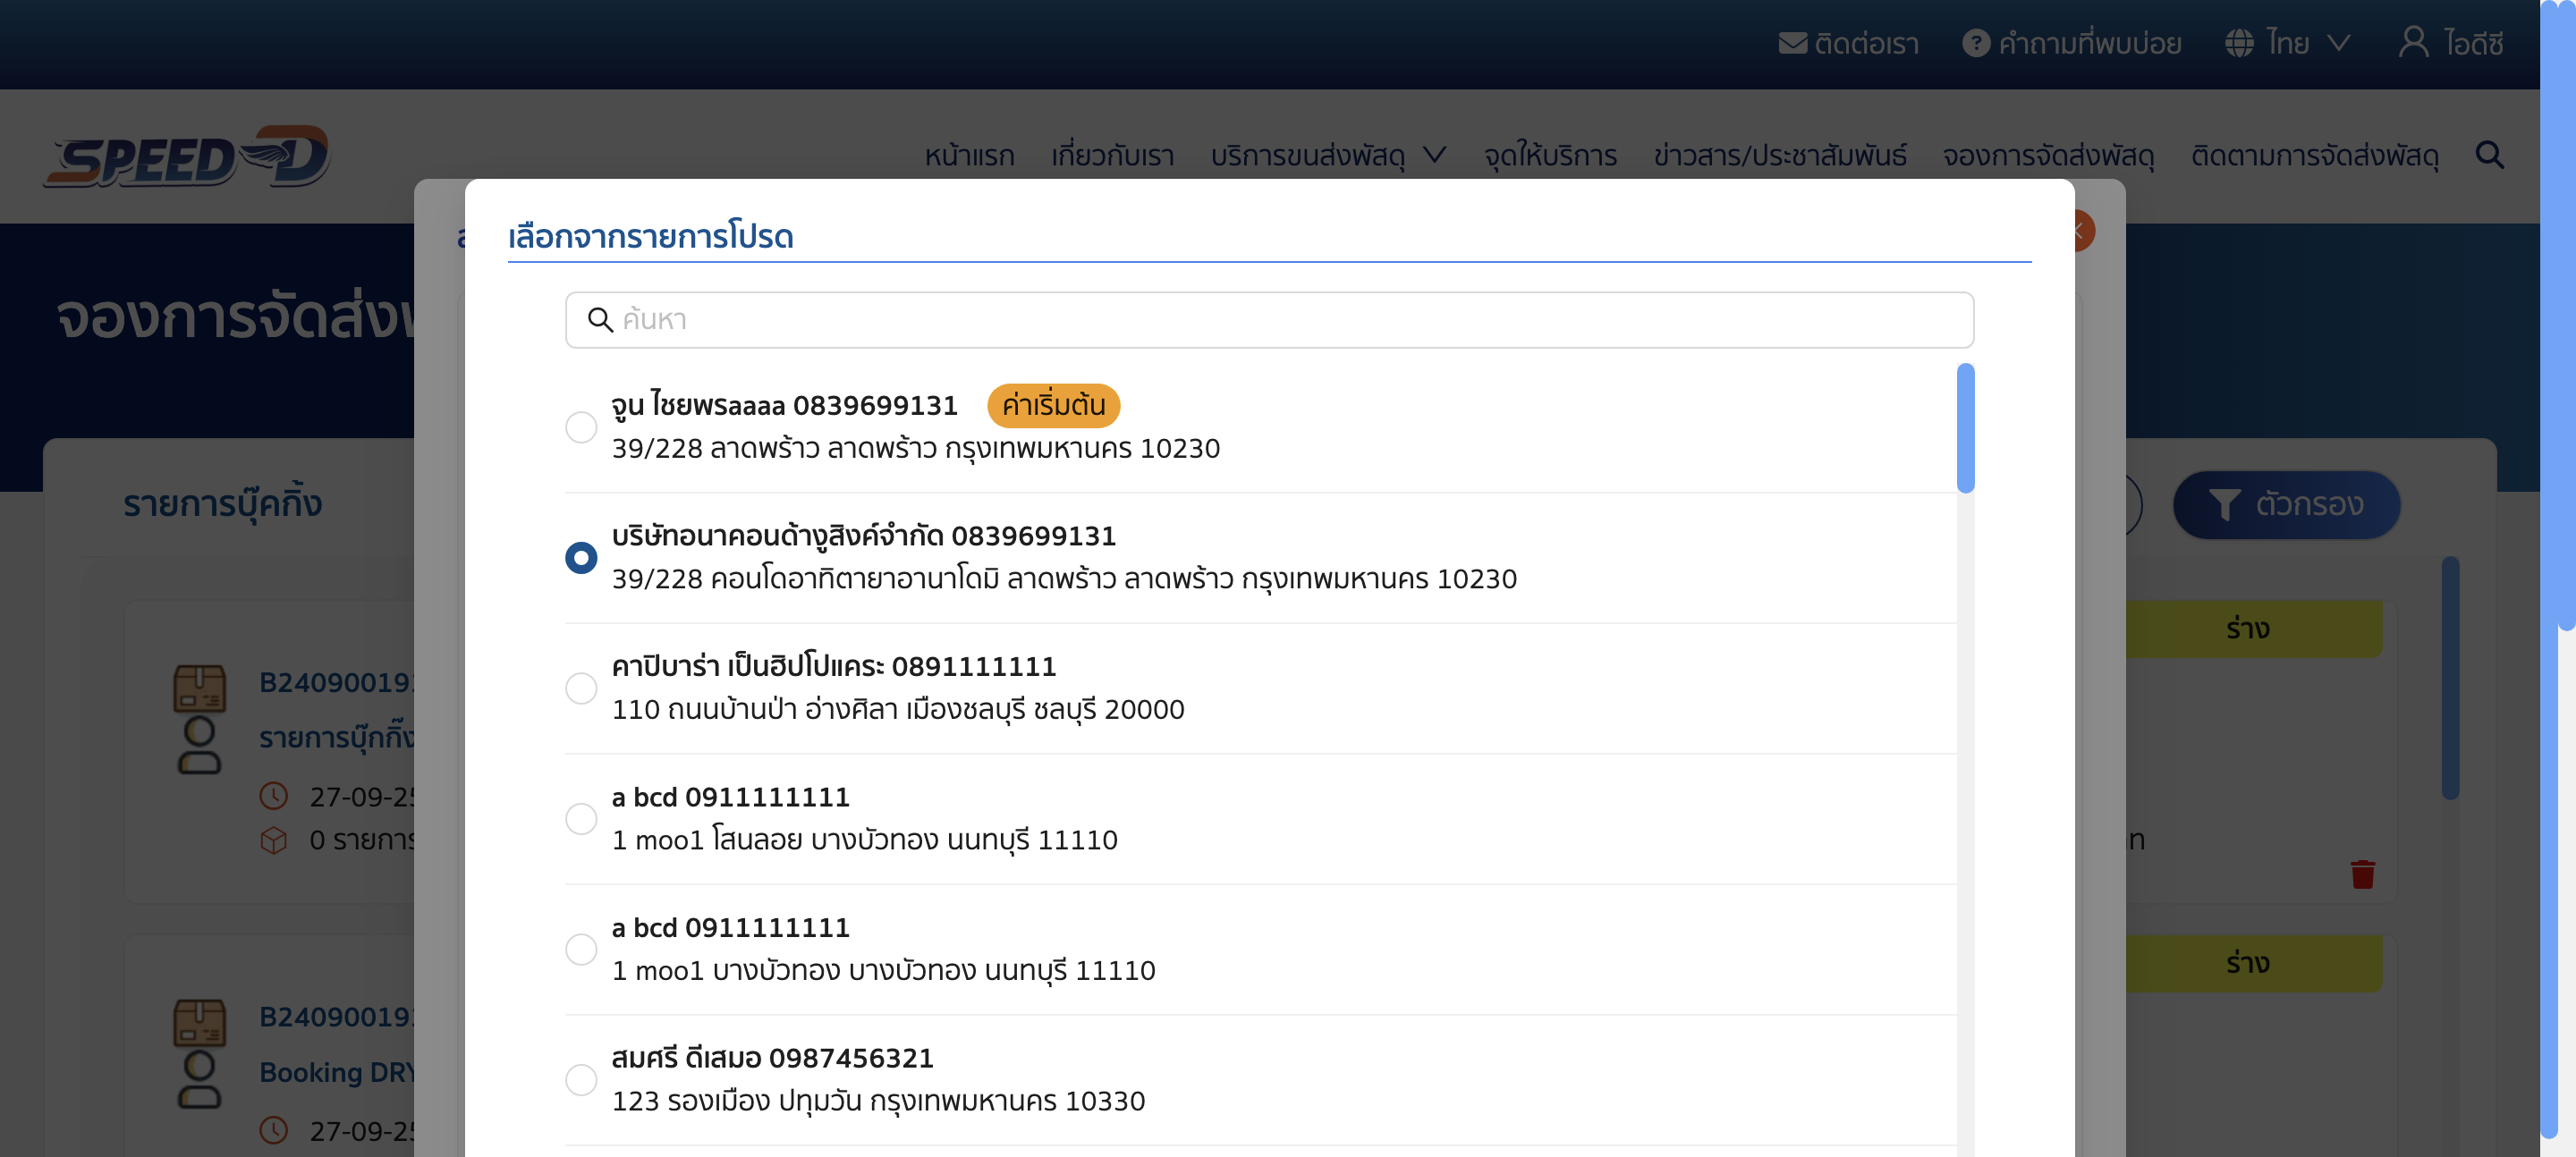 ติดต่อเรา คำถามที่พบบ่อย ไทย ไอดีซี
SPEED-D
หน้าแรก เกี่ยวกับเรา บริการขนส่งพัสดุ จุดให้บริการ ข่าวสาร/ประชาสัมพันธ์ จองการจัดส่งพัสดุ ติดตามการจัดส่งพัสดุ
เลือกจากรายการโปรด
จองการจัดส่ง
ค้นหา
จูน ไชยพรaaaa 0839699131 ค่าเริ่มต้น
39/228 ลาดพร้าว ลาดพร้าว กรุงเทพมหานคร 10230
รายการบุ๊คกิ้ง
ตัวกรอง
บริษัทอนาคอนด้างูสิงค์จำกัด 0839699131
39/228 คอนโดอาทิตายาอานาโดมิ ลาดพร้าว ลาดพร้าว กรุงเทพมหานคร 10230
ร่าง
คาปิบาร่า เป็นฮิปโปแคระ 0891111111
110 ถนนบ้านป่า อ่างศิลา เมืองชลบุรี ชลบุรี 20000
B24090019
รายการบุ๊กกิ้ง
27-09-25
0 รายการ
a bcd 0911111111
1 moo1 โสนลอย บางบัวทอง นนทบุรี 11110
a bcd 0911111111
1 moo1 บางบัวทอง บางบัวทอง นนทบุรี 11110
ร่าง
B24090019
Booking DRY
27-09-25
สมศรี ดีเสมอ 0987456321
123 รองเมือง ปทุมวัน กรุงเทพมหานคร 10330